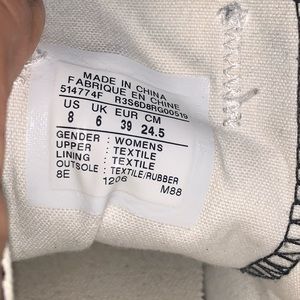 MADE IN CHINA
FABRIQUE EN CHINE
514774F R3S6D8RG00519
US UK EUR CM
8 6 39 24.5
GENDER : WOMENS
UPPER : TEXTILE
LINING : TEXTILE
OUTSOLE : TEXTILE/RUBBER
8E 1206 M88